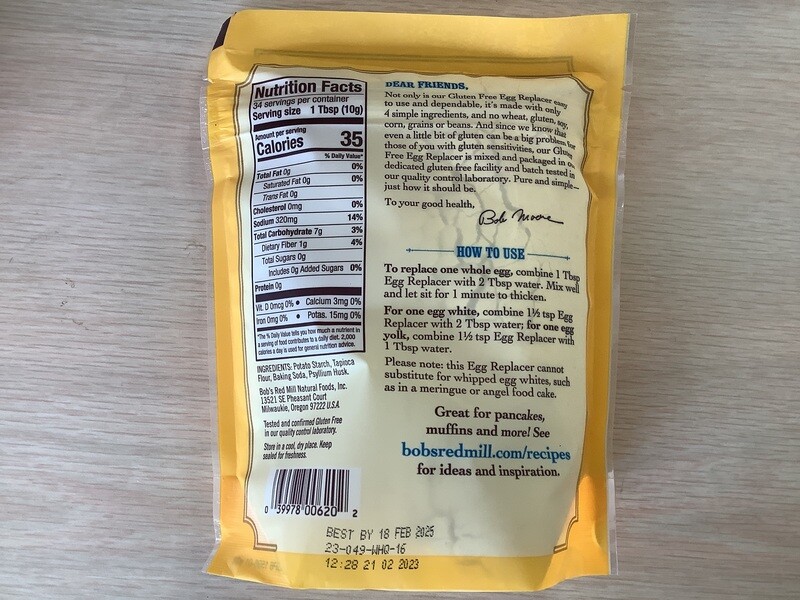 Nutrition Facts
34 servings per container
Serving size 1 Tbsp (10g)
Amount per serving
Calories 35
% Daily Value*
Total Fat 0g 0%
Saturated Fat 0g 0%
Trans Fat 0g
Cholesterol 0mg 0%
Sodium 320mg 14%
Total Carbohydrate 7g 3%
Dietary Fiber 1g 4%
Total Sugars 0g
Includes 0g Added Sugars 0%
Protein 0g
Vit. D 0mcg 0% • Calcium 3mg 0%
Iron 0mg 0% • Potas. 15mg 0%
*The % Daily Value tells you how much a nutrient in
a serving of food contributes to a daily diet. 2,000
calories a day is used for general nutrition advice.
INGREDIENTS: Potato Starch, Tapioca
Flour, Baking Soda, Psyllium Husk.
Bob's Red Mill Natural Foods, Inc.
13521 SE Pheasant Court
Milwaukie, Oregon 97222 U.S.A.
Tested and confirmed Gluten Free
in our quality control laboratory.
Store in a cool, dry place. Keep
sealed for freshness.
0 39978 00620 2
DEAR FRIENDS,
Not only is our Gluten Free Egg Replacer easy
to use and dependable, it's made with only
4 simple ingredients, and no wheat, gluten, soy,
corn, grains or beans. And since we know that
even a little bit of gluten can be a big problem for
those of you with gluten sensitivities, our Gluten
Free Egg Replacer is mixed and packaged in our
dedicated gluten free facility and batch tested in
our quality control laboratory. Pure and simple—
just how it should be.
To your good health,
Bob Moore
HOW TO USE
To replace one whole egg, combine 1 Tbsp
Egg Replacer with 2 Tbsp water. Mix well
and let sit for 1 minute to thicken.
For one egg white, combine 1½ tsp Egg
Replacer with 2 Tbsp water; for one egg
yolk, combine 1½ tsp Egg Replacer with
1 Tbsp water.
Please note: this Egg Replacer cannot
substitute for whipped egg whites, such
as in a meringue or angel food cake.
Great for pancakes,
muffins and more! See
bobsredmill.com/recipes
for ideas and inspiration.
BEST BY 18 FEB 2025
23-049-WHQ-16
12:28 21 02 2023